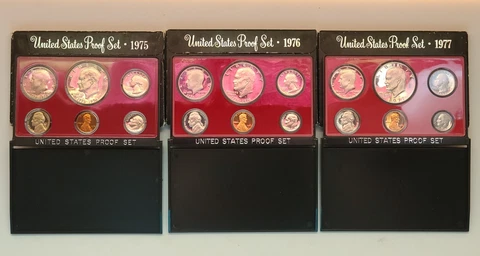 United States Proof Set · 1975
United States Proof Set · 1976
United States Proof Set · 1977
UNITED STATES PROOF SET
UNITED STATES PROOF SET
UNITED STATES PROOF SET